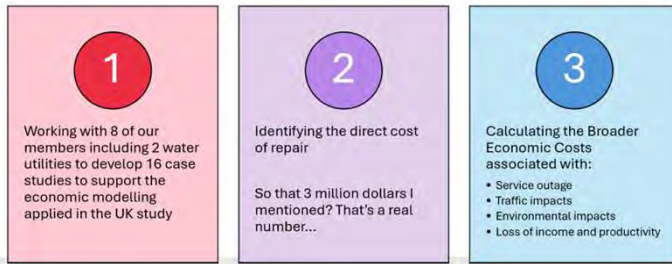 1
Working with 8 of our
members including 2 water
utilities to develop 16 case
studies to support the
economic modelling
applied in the UK study
2
Identifying the direct cost
of repair
So that 3 million dollars I
mentioned? That's a real
number...
3
Calculating the Broader
Economic Costs
associated with:
• Service outage
• Traffic impacts
• Environmental impacts
• Loss of income and productivity